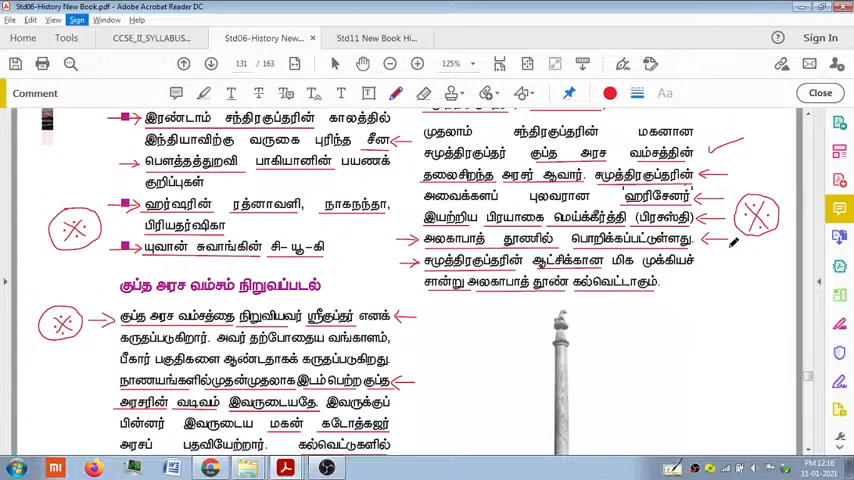 Std06-History New Book.pdf - Adobe Acrobat Reader DC
File Edit View Sign Window Help
Home Tools CCSE_II_SYLLABUS... Std06-History New... × Std11 New Book Hi... Sign In
131 / 163 125%
Comment Close
இரண்டாம் சந்திரகுப்தரின் காலத்தில்
இந்தியாவிற்கு வருகை புரிந்த சீன
பௌத்தத்துறவி பாகியானின் பயணக்
குறிப்புகள்
ஹர்ஷரின் ரத்னாவளி, நாகநந்தா,
பிரியதர்ஷிகா
யுவான் சுவாங்கின் சி– யூ –கி
குப்த அரச வம்சம் நிறுவப்படல்
குப்த அரச வம்சத்தை நிறுவியவர் ஸ்ரீகுப்தர் எனக்
கருதப்படுகிறார். அவர் தற்போதைய வங்காளம்,
பீகார் பகுதிகளை ஆண்டதாகக் கருதப்படுகிறது.
நாணயங்களில்முதன்முதலாக இடம் பெற்ற குப்த
அரசரின் வடிவம் இவருடையதே. இவருக்குப்
பின்னர் இவருடைய மகன் கடோத்கஜர்
அரசப் பதவியேற்றார். கல்வெட்டுகளில்
முதலாம் சந்திரகுப்தரின் மகனான
சமுத்திரகுப்தர் குப்த அரச வம்சத்தின்
தலைசிறந்த அரசர் ஆவார். சமுத்திரகுப்தரின்
அவைக்களப் புலவரான 'ஹரிசேனர்'
இயற்றிய பிரயாகை மெய்க்கீர்த்தி (பிரசஸ்தி)
அலகாபாத் தூணில் பொறிக்கப்பட்டுள்ளது.
சமுத்திரகுப்தரின் ஆட்சிக்கான மிக முக்கியச்
சான்று அலகாபாத் தூண் கல்வெட்டாகும்.
PM 12:16
11-01-2021